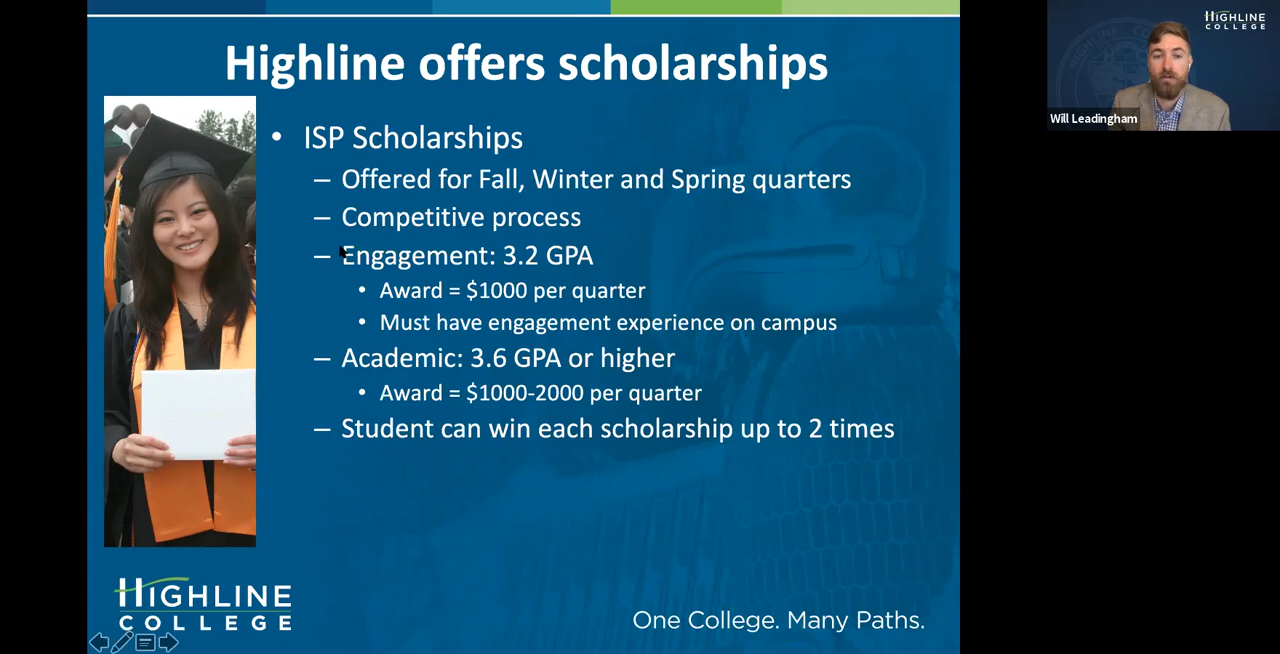 Highline offers scholarships
• ISP Scholarships
– Offered for Fall, Winter and Spring quarters
– Competitive process
– Engagement: 3.2 GPA
• Award = $1000 per quarter
• Must have engagement experience on campus
– Academic: 3.6 GPA or higher
• Award = $1000-2000 per quarter
– Student can win each scholarship up to 2 times
HIGHLINE
COLLEGE
One College. Many Paths.
HIGHLINE
COLLEGE
Will Leadingham